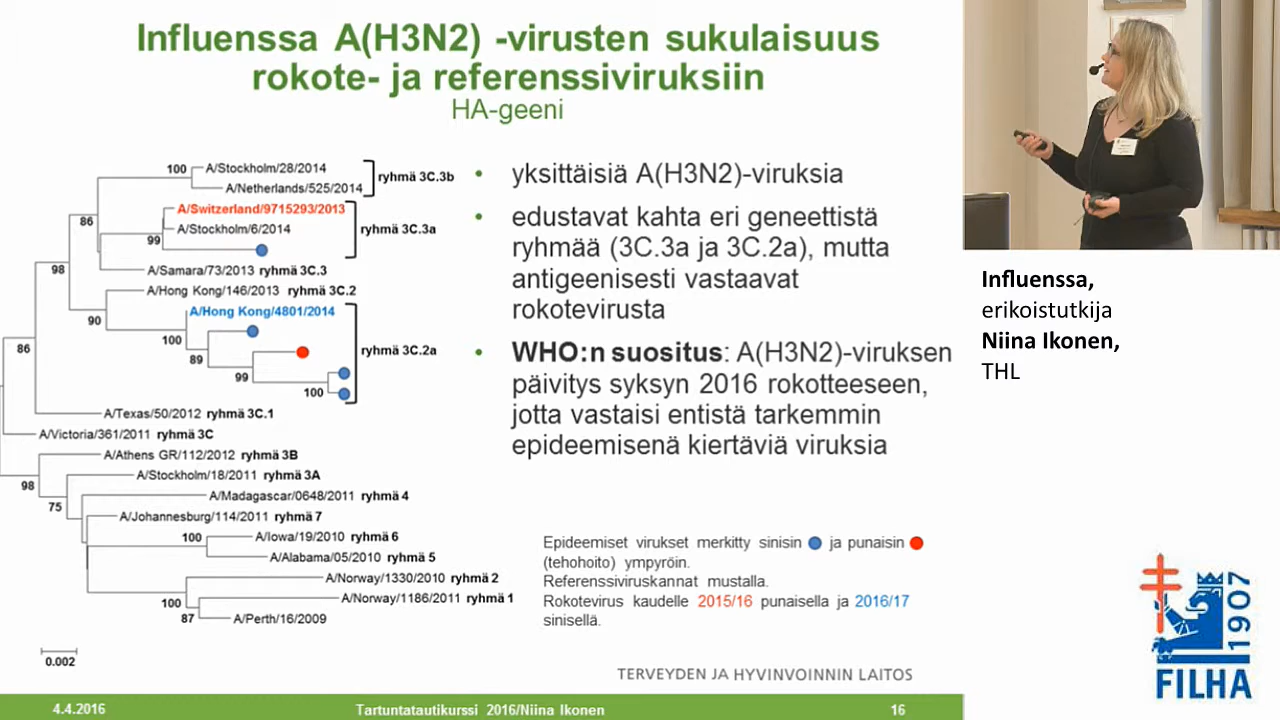 Influenssa A(H3N2) -virusten sukulaisuus
rokote- ja referenssiviruksiin
HA-geeni
100
A/Stockholm/28/2014
A/Netherlands/525/2014
ryhmä 3C.3b
86
A/Switzerland/9715293/2013
A/Stockholm/6/2014
ryhmä 3C.3a
99
98
A/Samara/73/2013 ryhmä 3C.3
A/Hong Kong/146/2013 ryhmä 3C.2
90
A/Hong Kong/4801/2014
100
86
89
ryhmä 3C.2a
99
100
A/Texas/50/2012 ryhmä 3C.1
A/Victoria/361/2011 ryhmä 3C
A/Athens GR/112/2012 ryhmä 3B
98
A/Stockholm/18/2011 ryhmä 3A
75
A/Madagascar/0648/2011 ryhmä 4
A/Johannesburg/114/2011 ryhmä 7
100
A/Iowa/19/2010 ryhmä 6
A/Alabama/05/2010 ryhmä 5
A/Norway/1330/2010 ryhmä 2
100
A/Norway/1186/2011 ryhmä 1
87
A/Perth/16/2009
0.002
• yksittäisiä A(H3N2)-viruksia
• edustavat kahta eri geneettistä
ryhmää (3C.3a ja 3C.2a), mutta
antigeenisesti vastaavat
rokotevirusta
• WHO:n suositus: A(H3N2)-viruksen
päivitys syksyn 2016 rokotteeseen,
jotta vastaisi entistä tarkemmin
epideemisenä kiertäviä viruksia
Epideemiset virukset merkitty sinisin ja punaisin
(tehohoito) ympyröin.
Referenssiviruskannat mustalla.
Rokotevirus kaudelle 2015/16 punaisella ja 2016/17
sinisellä.
TERVEYDEN JA HYVINVOINNIN LAITOS
4.4.2016
Tartuntatautikurssi 2016/Niina Ikonen
16
Influenssa,
erikoistutkija
Niina Ikonen,
THL
1907
FILHA